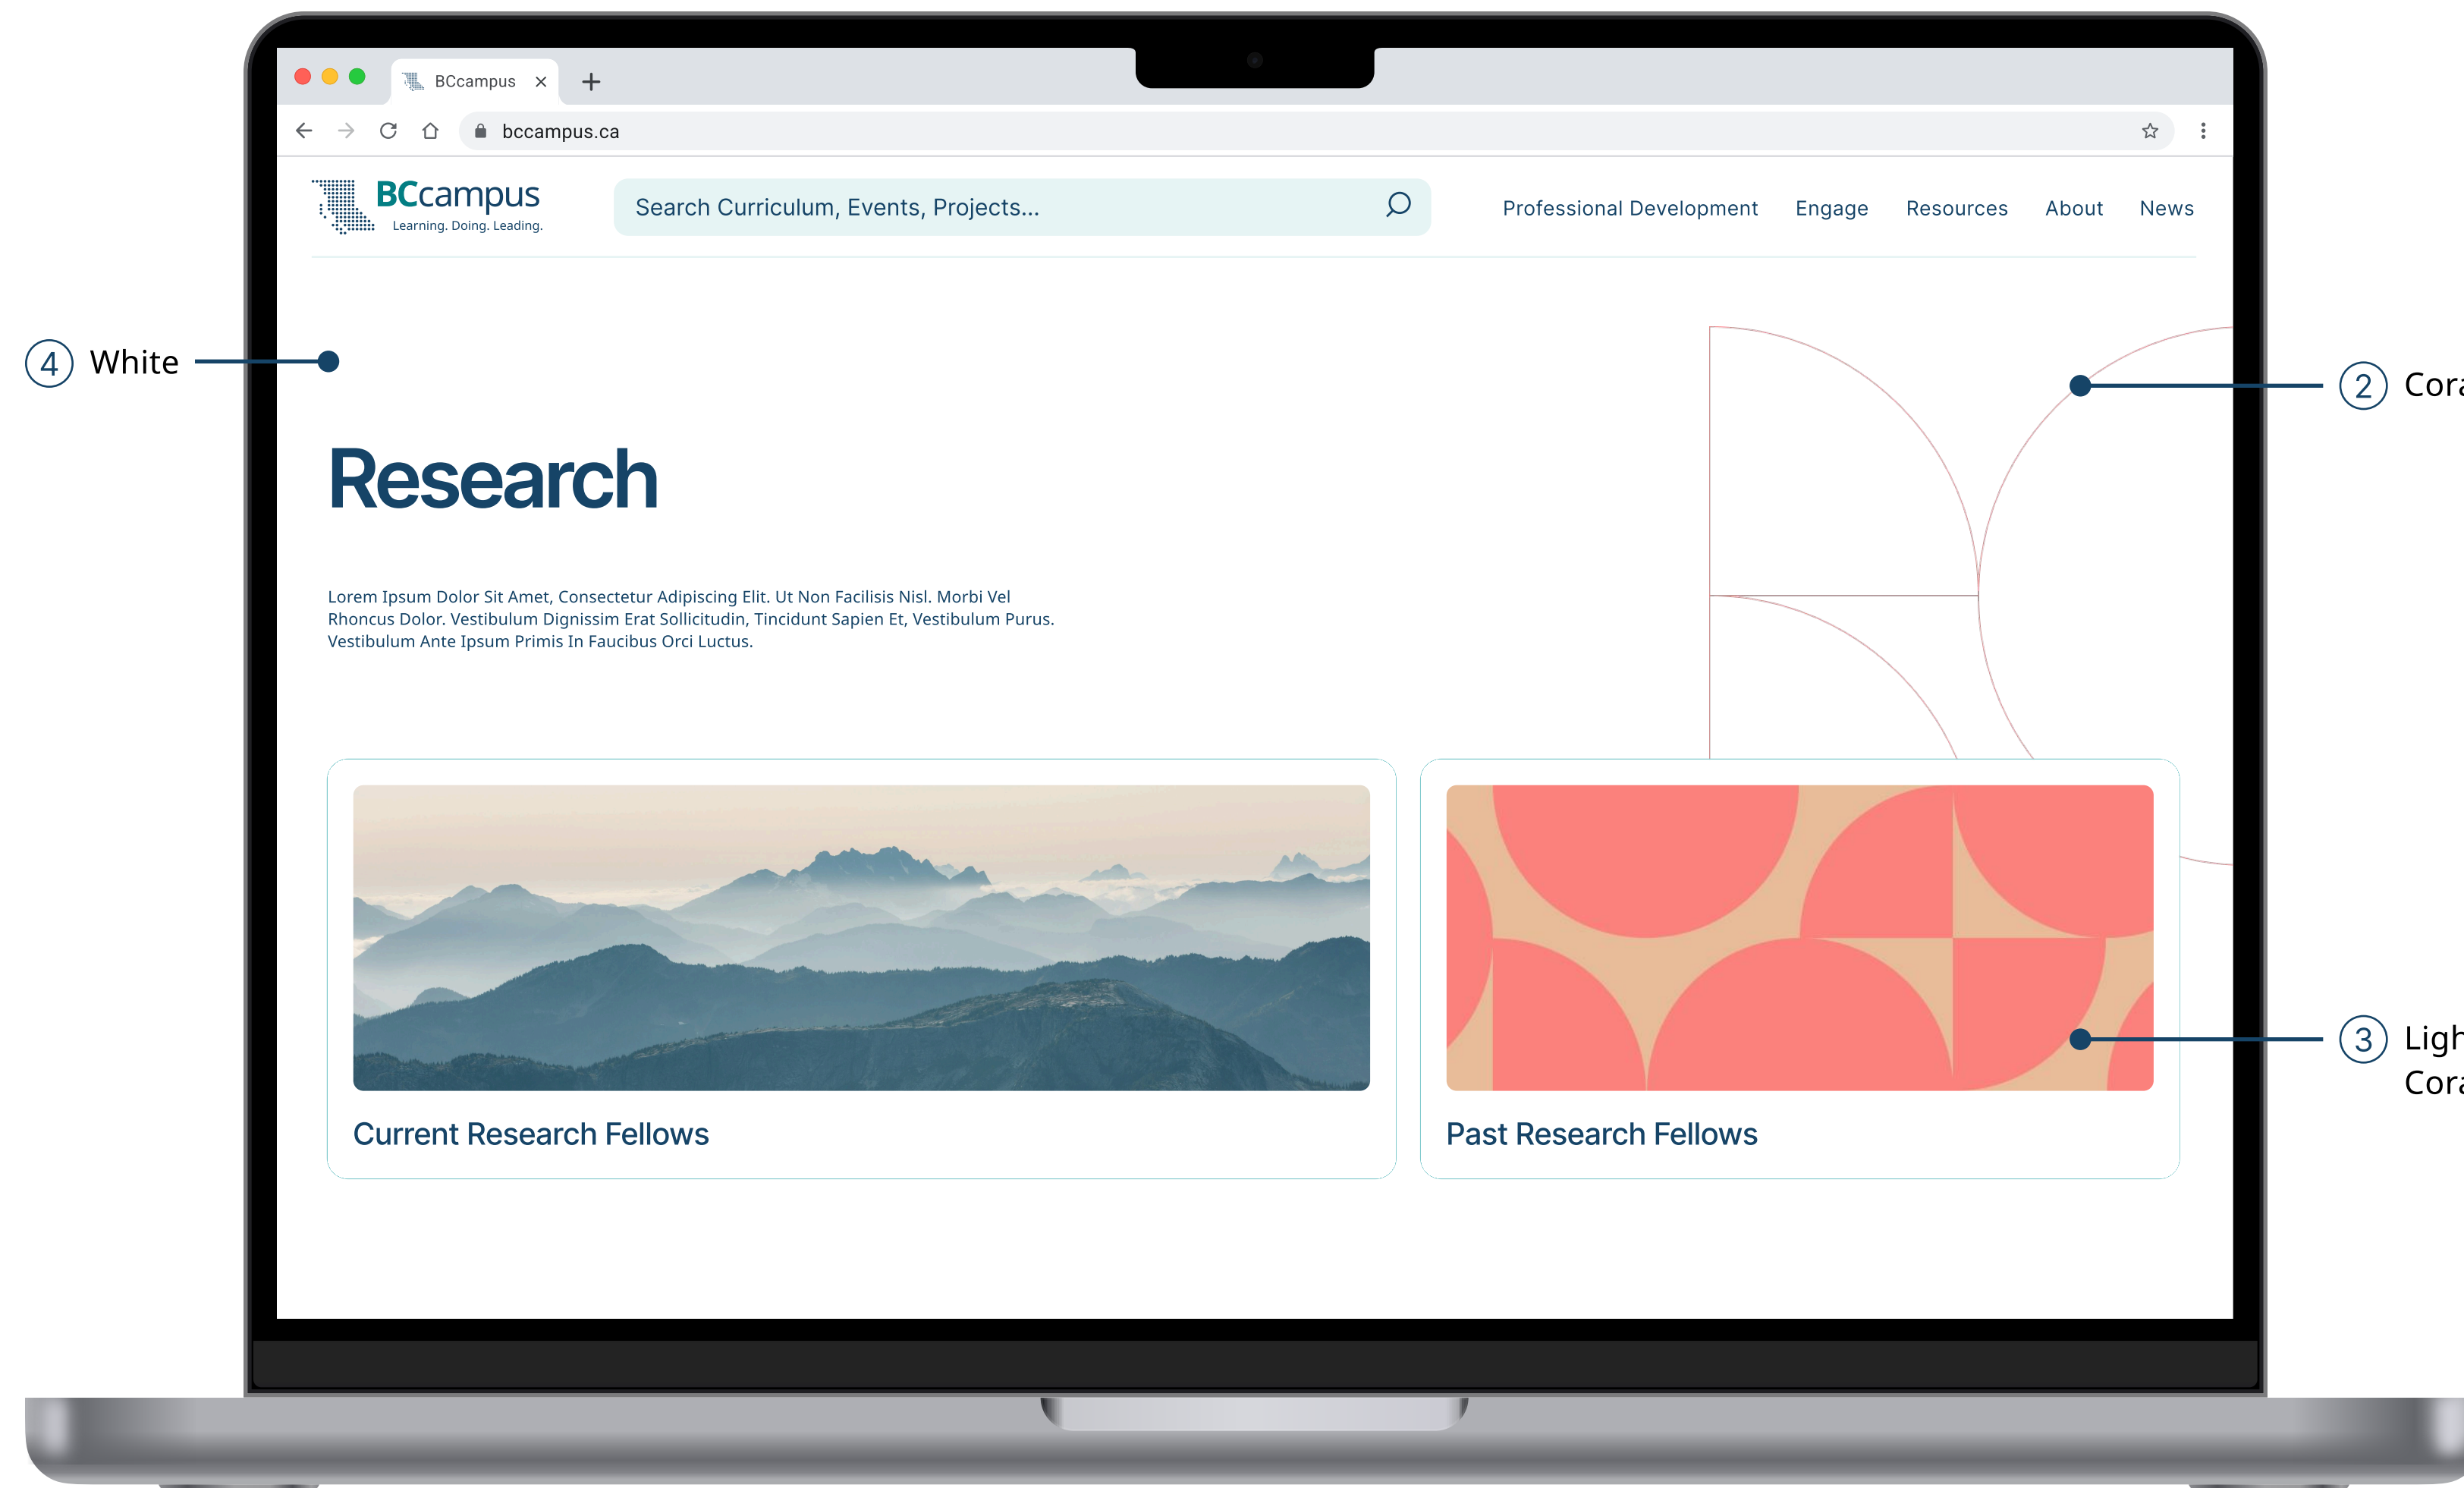 BCcampus
bccampus.ca
BCcampus
Learning. Doing. Leading.
Search Curriculum, Events, Projects...
Professional Development Engage Resources About News
4 White
2
Research
Lorem Ipsum Dolor Sit Amet, Consectetur Adipiscing Elit. Ut Non Facilisis Nisl. Morbi Vel
Rhoncus Dolor. Vestibulum Dignissim Erat Sollicitudin, Tincidunt Sapien Et, Vestibulum Purus.
Vestibulum Ante Ipsum Primis In Faucibus Orci Luctus.
3
Current Research Fellows
Past Research Fellows